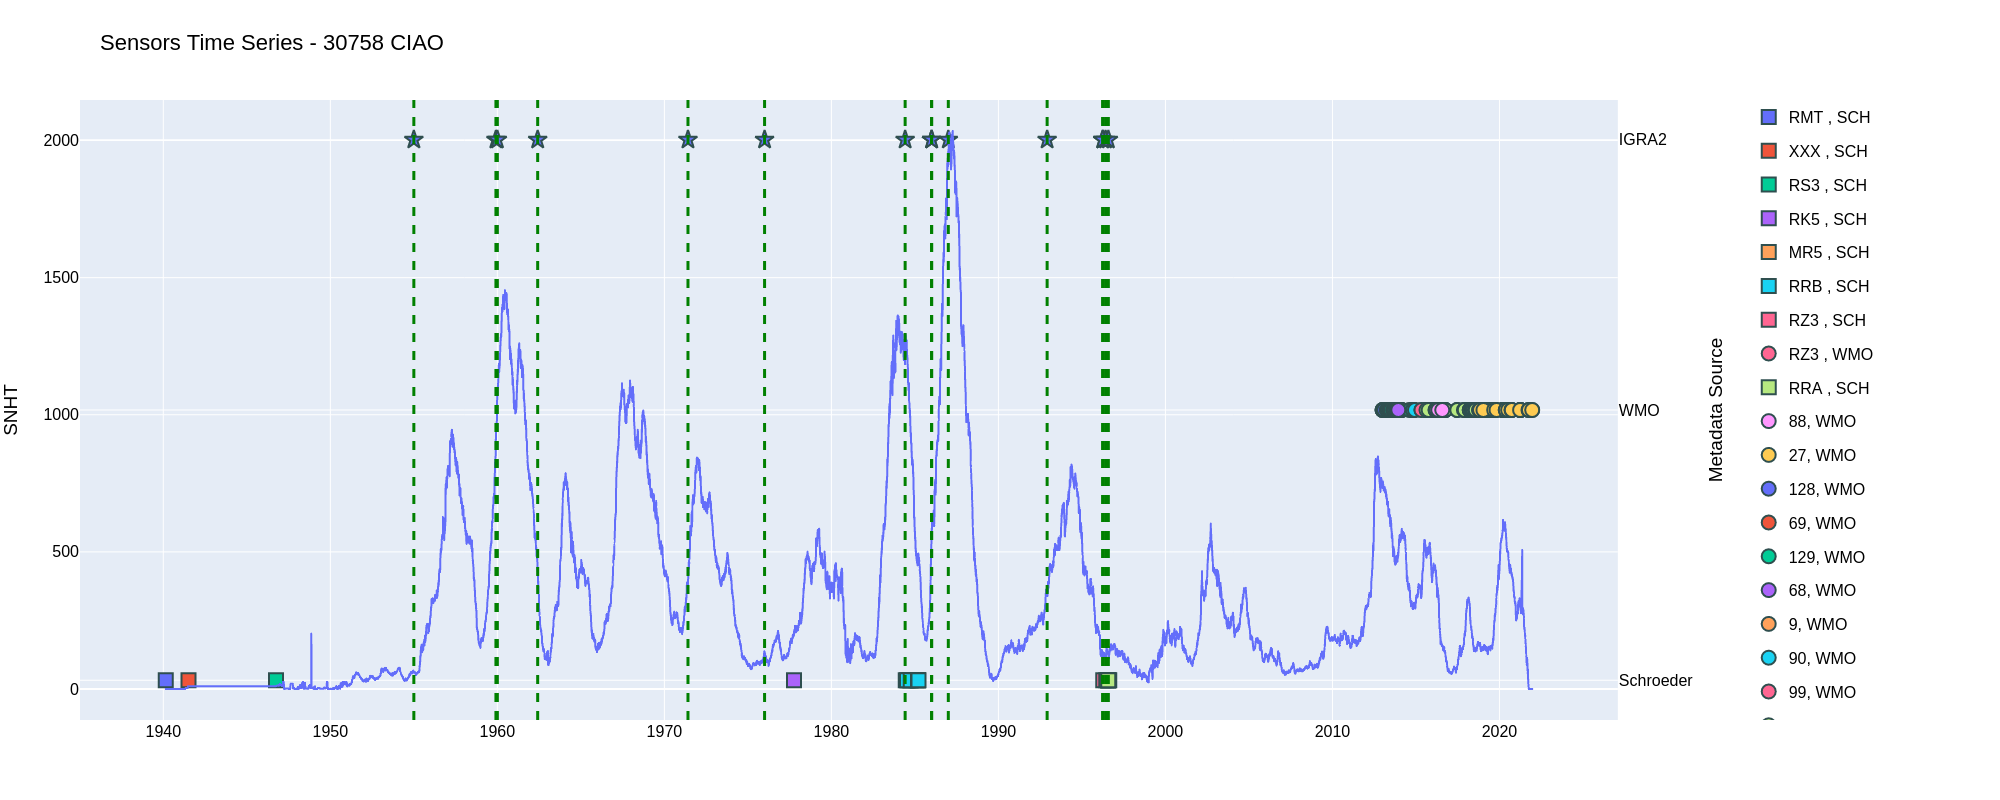 Sensors Time Series - 30758 CIAO
SNHT
2000
1500
1000
500
0
1940
1950
1960
1970
1980
1990
2000
2010
2020
IGRA2
WMO
Schroeder
Metadata Source
RMT , SCH
XXX , SCH
RS3 , SCH
RK5 , SCH
MR5 , SCH
RRB , SCH
RZ3 , SCH
RZ3 , WMO
RRA , SCH
88, WMO
27, WMO
128, WMO
69, WMO
129, WMO
68, WMO
9, WMO
90, WMO
99, WMO